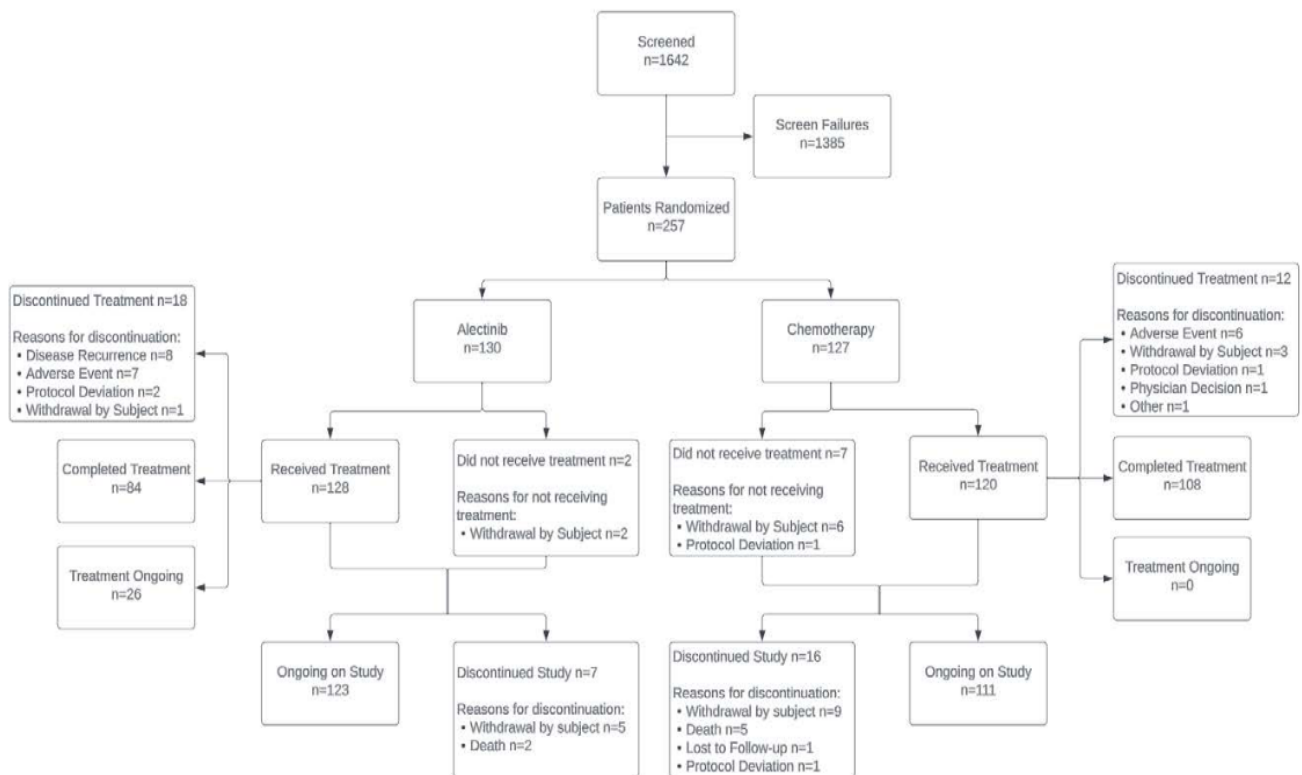 Screened
n=1642
Screen Failures
n=1385
Patients Randomized
n=257
Discontinued Treatment n=18
Reasons for discontinuation:
• Disease Recurrence n=8
• Adverse Event n=7
• Protocol Deviation n=2
• Withdrawal by Subject n=1
Alectinib
n=130
Chemotherapy
n=127
Discontinued Treatment n=12
Reasons for discontinuation:
• Adverse Event n=6
• Withdrawal by Subject n=3
• Protocol Deviation n=1
• Physician Decision n=1
• Other n=1
Completed Treatment
n=84
Received Treatment
n=128
Did not receive treatment n=2
Reasons for not receiving
treatment:
• Withdrawal by Subject n=2
Did not receive treatment n=7
Reasons for not receiving
treatment:
• Withdrawal by Subject n=6
• Protocol Deviation n=1
Received Treatment
n=120
Completed Treatment
n=108
Treatment Ongoing
n=26
Treatment Ongoing
n=0
Ongoing on Study
n=123
Discontinued Study n=7
Reasons for discontinuation:
• Withdrawal by subject n=5
• Death n=2
Discontinued Study n=16
Reasons for discontinuation:
• Withdrawal by subject n=9
• Death n=5
• Lost to Follow-up n=1
• Protocol Deviation n=1
Ongoing on Study
n=111